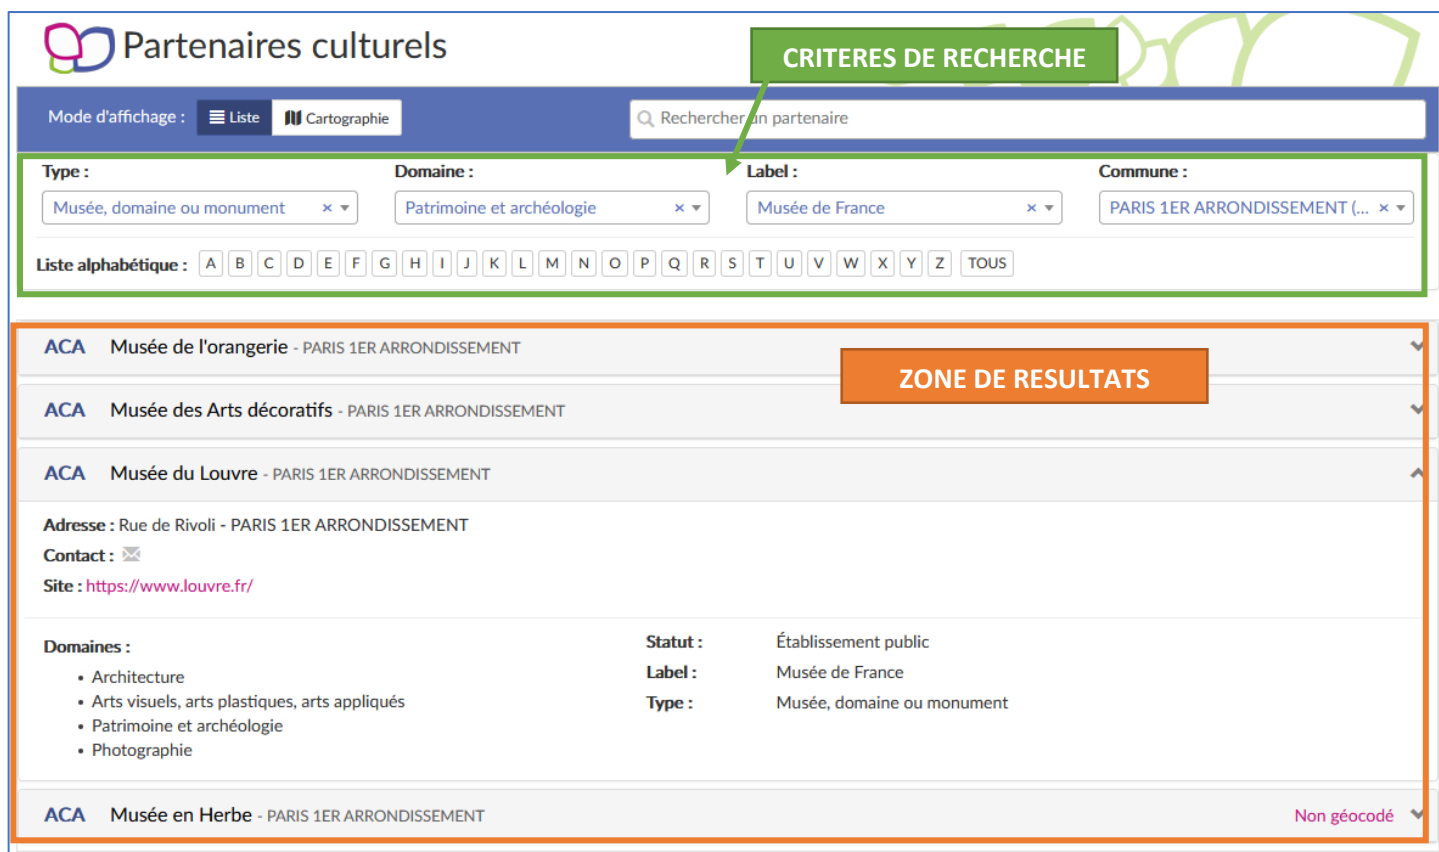 Partenaires culturels
CRITERES DE RECHERCHE
Mode d'affichage : Liste Cartographie Rechercher un partenaire
Type : Domaine : Label : Commune :
Musée, domaine ou monument × Patrimoine et archéologie × Musée de France × PARIS 1ER ARRONDISSEMENT (... ×
Liste alphabétique : A B C D E F G H I J K L M N O P Q R S T U V W X Y Z TOUS
ACA Musée de l'orangerie - PARIS 1ER ARRONDISSEMENT
ZONE DE RESULTATS
ACA Musée des Arts décoratifs - PARIS 1ER ARRONDISSEMENT
ACA Musée du Louvre - PARIS 1ER ARRONDISSEMENT
Adresse : Rue de Rivoli - PARIS 1ER ARRONDISSEMENT
Contact :
Site : https://www.louvre.fr/
Domaines :
• Architecture
• Arts visuels, arts plastiques, arts appliqués
• Patrimoine et archéologie
• Photographie
Statut : Établissement public
Label : Musée de France
Type : Musée, domaine ou monument
ACA Musée en Herbe - PARIS 1ER ARRONDISSEMENT Non géocodé